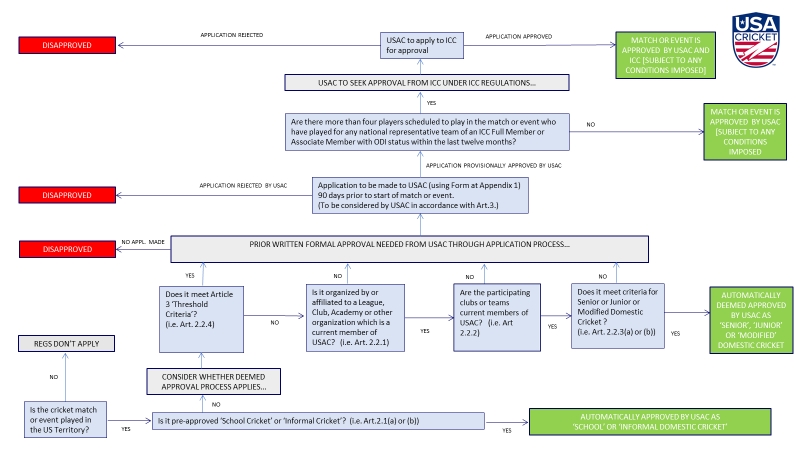 USA
CRICKET
APPLICATION REJECTED
USAC to apply to ICC
for approval
APPLICATION APPROVED
DISAPPROVED
MATCH OR EVENT IS
APPROVED BY USAC AND
ICC [SUBJECT TO ANY
CONDITIONS IMPOSED]
USAC TO SEEK APPROVAL FROM ICC UNDER ICC REGULATIONS…
YES
Are there more than four players scheduled to play in the match or event who
have played for any national representative team of an ICC Full Member or
Associate Member with ODI status within the last twelve months?
NO
MATCH OR EVENT IS
APPROVED BY USAC
[SUBJECT TO ANY
CONDITIONS
IMPOSED
APPLICATION PROVISIONALLY APPROVED BY USAC
DISAPPROVED
APPLICATION REJECTED BY USAC
Application to be made to USAC (using Form at Appendix 1)
90 days prior to start of match or event.
(To be considered by USAC in accordance with Art.3.)
DISAPPROVED
NO APPL. MADE
PRIOR WRITTEN FORMAL APPROVAL NEEDED FROM USAC THROUGH APPLICATION PROCESS…
YES
NO
NO
NO
Does it meet Article
3 'Threshold
Criteria'?
(i.e. Art. 2.2.4)
NO
Is it organized by or
affiliated to a League,
Club, Academy or other
organization which is a
current member of
USAC? (i.e. Art. 2.2.1)
YES
Are the participating
clubs or teams
current members of
USAC? (i.e. Art
2.2.2)
YES
Does it meet criteria for
Senior or Junior or
Modified Domestic
Cricket ?
(i.e. Art. 2.2.3(a) or (b))
YES
AUTOMATICALLY
DEEMED APPROVED
BY USAC AS
'SENIOR', 'JUNIOR'
OR 'MODIFIED'
DOMESTIC CRICKET
REGS DON'T APPLY
NO
CONSIDER WHETHER DEEMED
APPROVAL PROCESS APPLIES…
NO
Is the cricket match
or event played in
the US Territory?
YES
Is it pre-approved 'School Cricket' or 'Informal Cricket'? (i.e. Art.2.1(a) or (b))
YES
AUTOMATICALLY APPROVED BY USAC AS
'SCHOOL' OR 'INFORMAL DOMESTIC CRICKET'